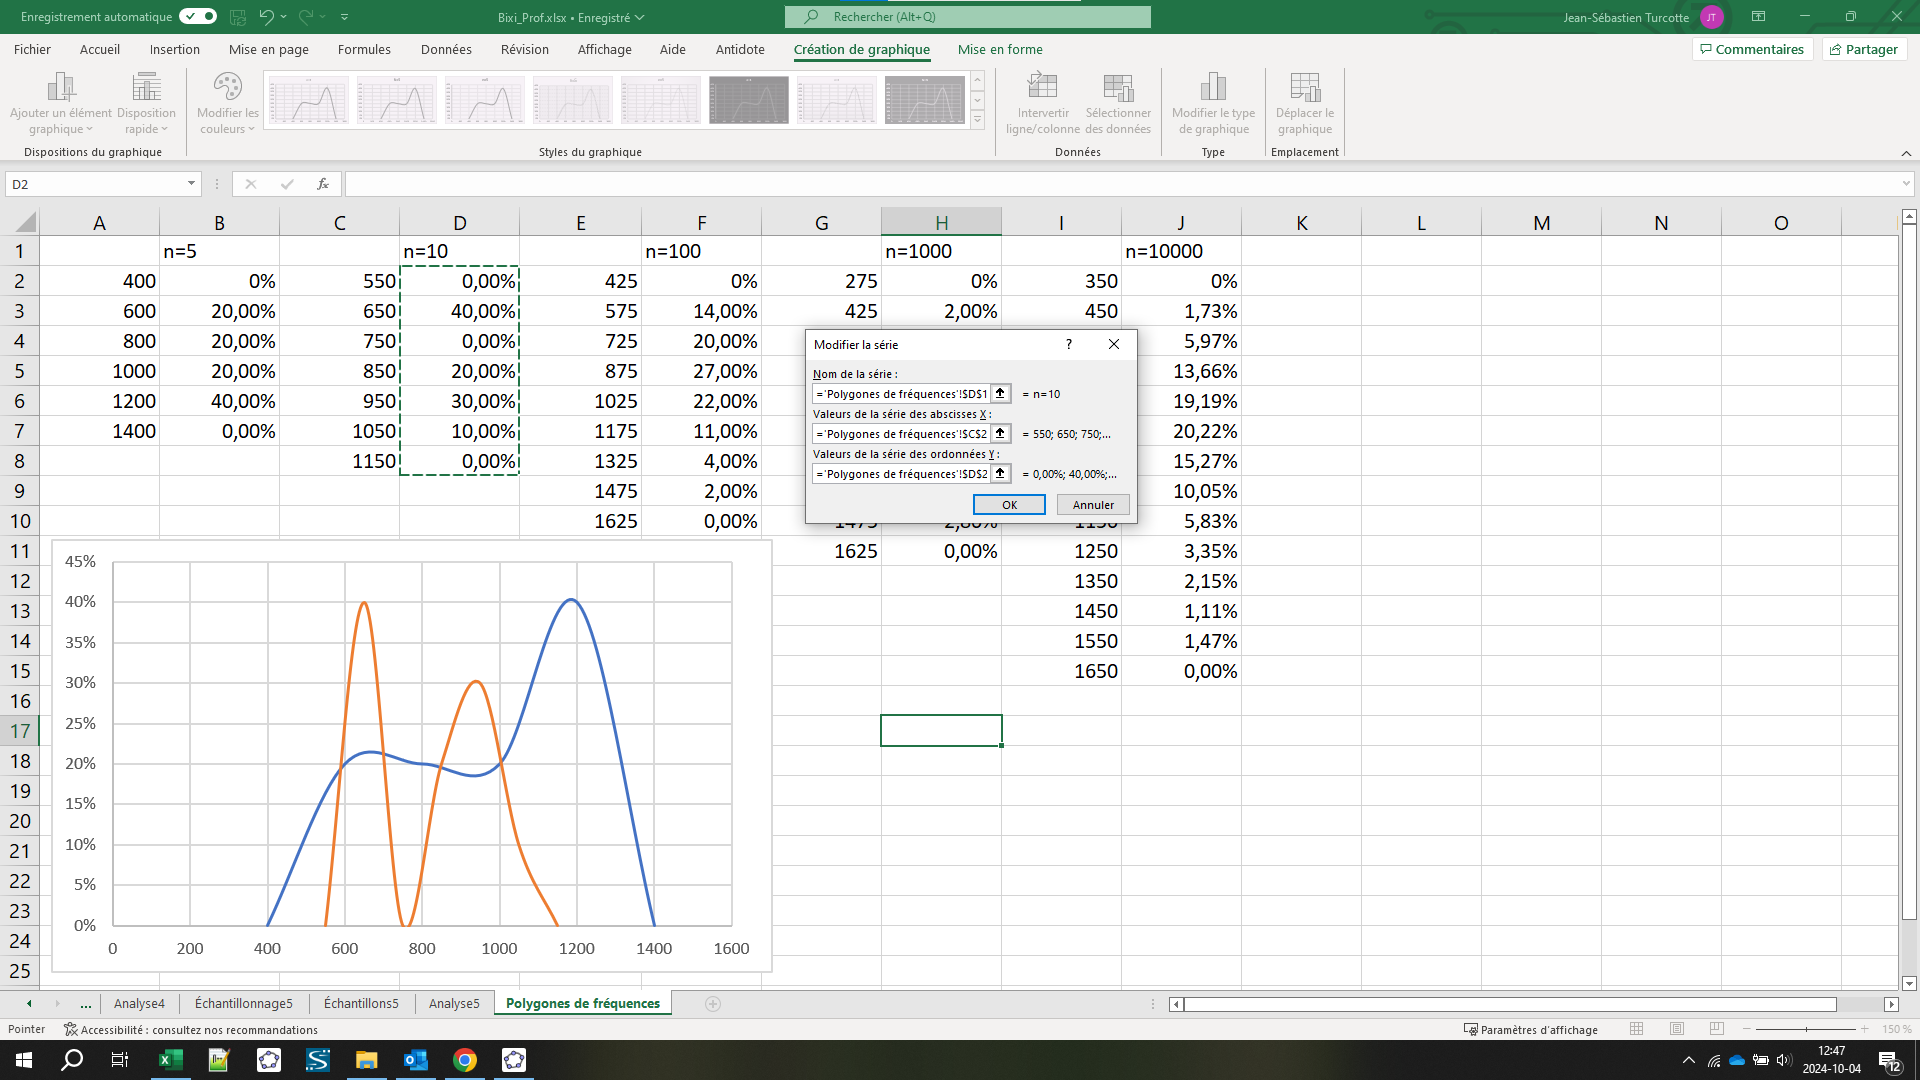 Enregistrement automatique
Bixi_Prof.xlsx • Enregistré
Rechercher (Alt+Q)
Jean-Sébastien Turcotte
JT
Fichier Accueil Insertion Mise en page Formules Données Révision Affichage Aide Antidote Création de graphique Mise en forme
Commentaires Partager
Ajouter un élément graphique
Disposition rapide
Modifier les couleurs
Intervertir ligne/colonne
Sélectionner des données
Modifier le type de graphique
Déplacer le graphique
Dispositions du graphique Styles du graphique Données Type Emplacement
D2
fx
A B C D E F G H I J K L M N O
1 n=5 n=10 n=100 n=1000 n=10000
2 400 0% 550 0,00% 425 0% 275 0% 350 0%
3 600 20,00% 650 40,00% 575 14,00% 425 2,00% 450 1,73%
4 800 20,00% 750 0,00% 725 20,00% 5,97%
5 1000 20,00% 850 20,00% 875 27,00% 13,66%
6 1200 40,00% 950 30,00% 1025 22,00% 19,19%
7 1400 0,00% 1050 10,00% 1175 11,00% 20,22%
8 1150 0,00% 1325 4,00% 15,27%
9 1475 2,00% 10,05%
10 1625 0,00% 5,83%
11 1625 0,00% 1250 3,35%
12 1350 2,15%
13 1450 1,11%
14 1550 1,47%
15 1650 0,00%
16
17
18
19
20
21
22
23
24
25
Modifier la série ?
Nom de la série :
='Polygones de fréquences'!$D$1 = n=10
Valeurs de la série des abscisses X :
='Polygones de fréquences'!$C$2 = 550; 650; 750;...
Valeurs de la série des ordonnées Y :
='Polygones de fréquences'!$D$2 = 0,00%; 40,00%;...
OK Annuler
45%
40%
35%
30%
25%
20%
15%
10%
5%
0%
0 200 400 600 800 1000 1200 1400 1600
... Analyse4 Échantillonnage5 Échantillons5 Analyse5 Polygones de fréquences
Pointer Accessibilité : consultez nos recommandations Paramètres d'affichage 150 %
12:47
2024-10-04
12